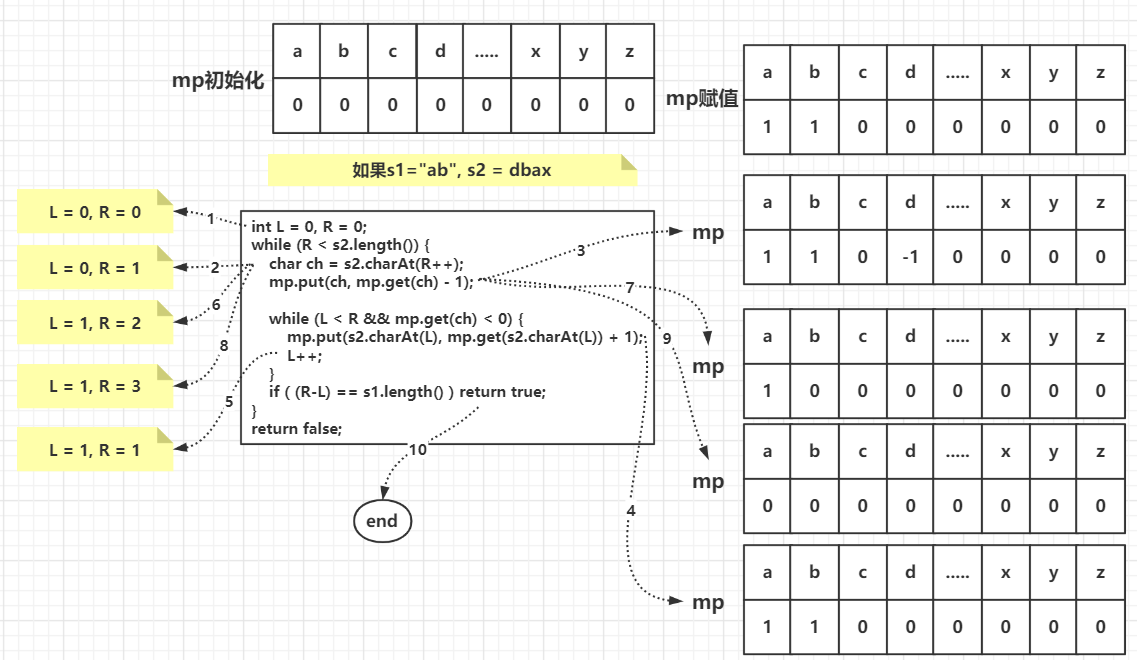 a b c d ..... x y z
mp初始化
0 0 0 0 0 0 0 0
a b c d ..... x y z
mp赋值
1 1 0 0 0 0 0 0
如果s1="ab", s2 = dbax
L = 0, R = 0
L = 0, R = 1
L = 1, R = 2
L = 1, R = 3
L = 1, R = 1
1
2
6
8
5
int L = 0, R = 0;
while (R < s2.length()) {
char ch = s2.charAt(R++);
mp.put(ch, mp.get(ch) - 1);
while (L < R && mp.get(ch) < 0) {
mp.put(s2.charAt(L), mp.get(s2.charAt(L)) + 1);
L++;
}
if ( (R-L) == s1.length() ) return true;
}
return false;
10
end
3
7
9
4
mp
a b c d ..... x y z
1 1 0 -1 0 0 0 0
mp
a b c d ..... x y z
1 0 0 0 0 0 0 0
mp
a b c d ..... x y z
0 0 0 0 0 0 0 0
mp
a b c d ..... x y z
1 1 0 0 0 0 0 0